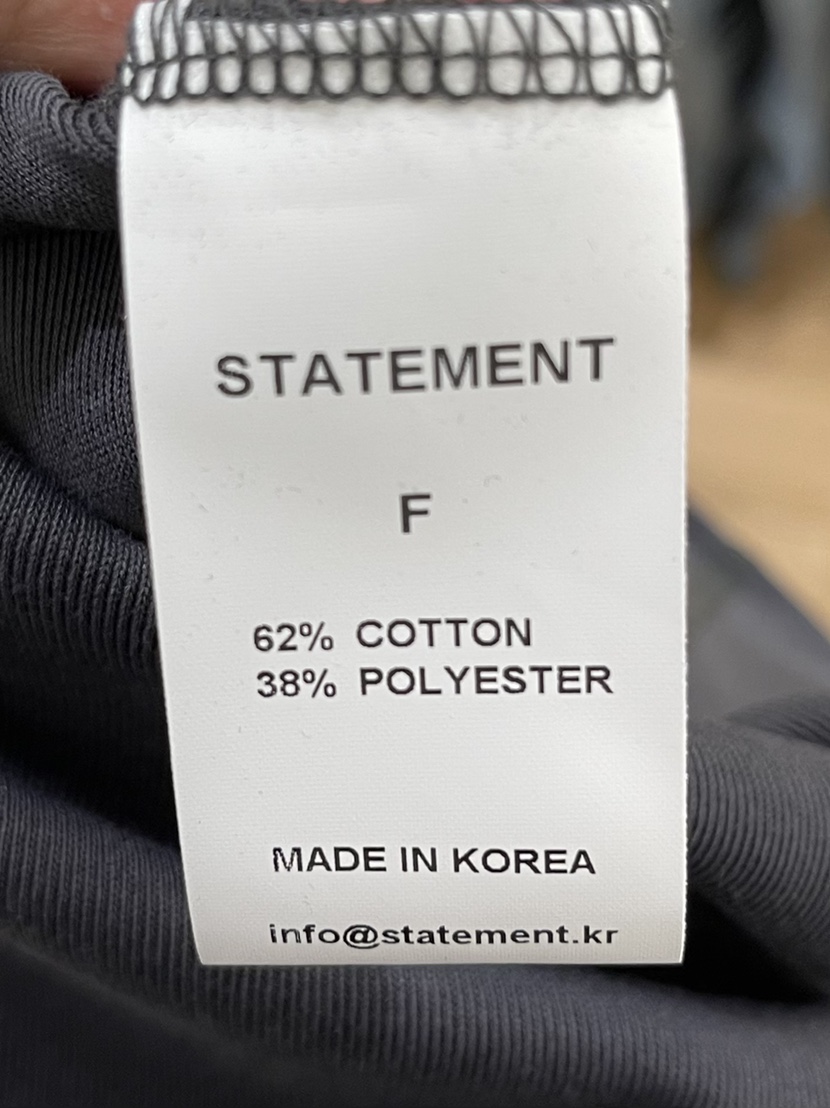 STATEMENT
F
62% COTTON
38% POLYESTER
MADE IN KOREA
info@statement.kr